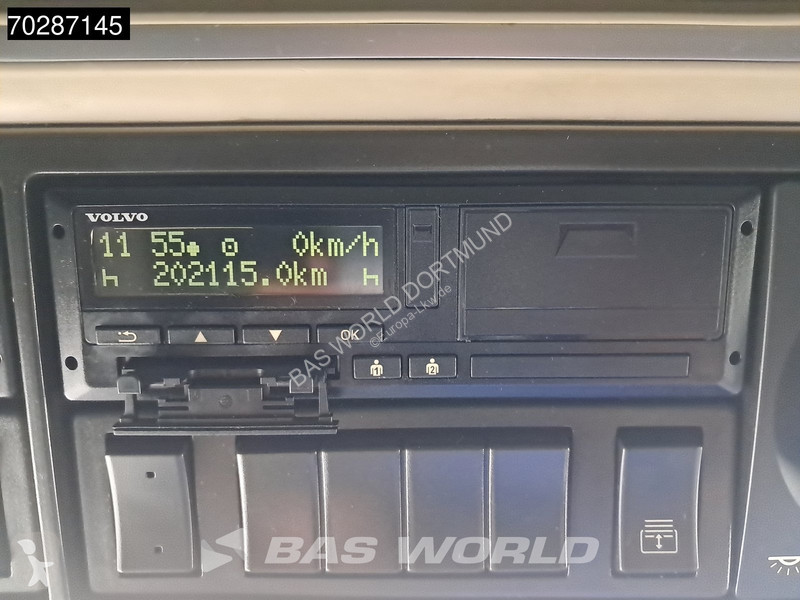 70287145
VOLVO
11 55 0km/h
202115.0km
OK
1 2
BAS WORLD DORTMUND
©Europa-Lkw.de
BAS WORLD